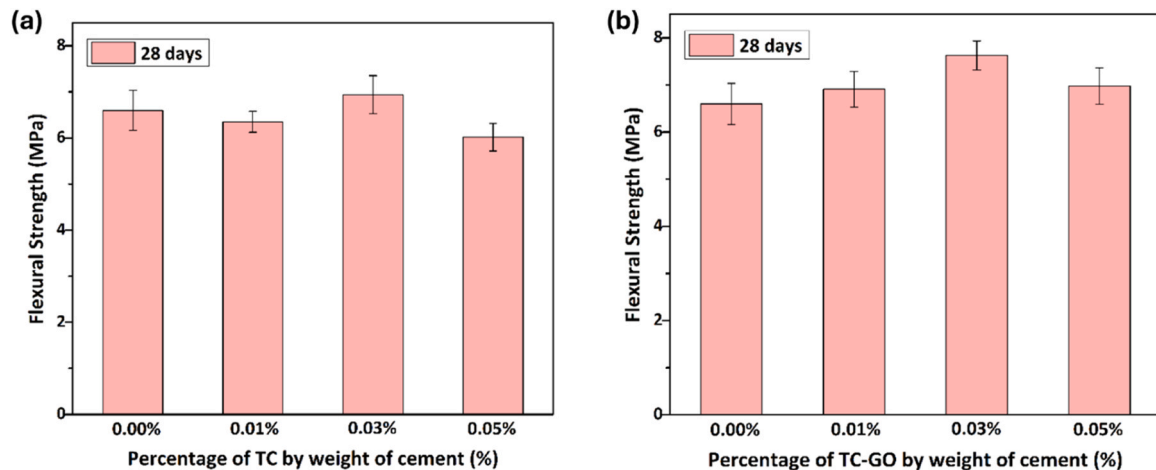 (a)
28 days
Flexural Strength (MPa)
8
6
4
2
0
0.00% 0.01% 0.03% 0.05%
Percentage of TC by weight of cement (%)
(b)
28 days
Flexural Strength (MPa)
8
6
4
2
0
0.00% 0.01% 0.03% 0.05%
Percentage of TC-GO by weight of cement (%)